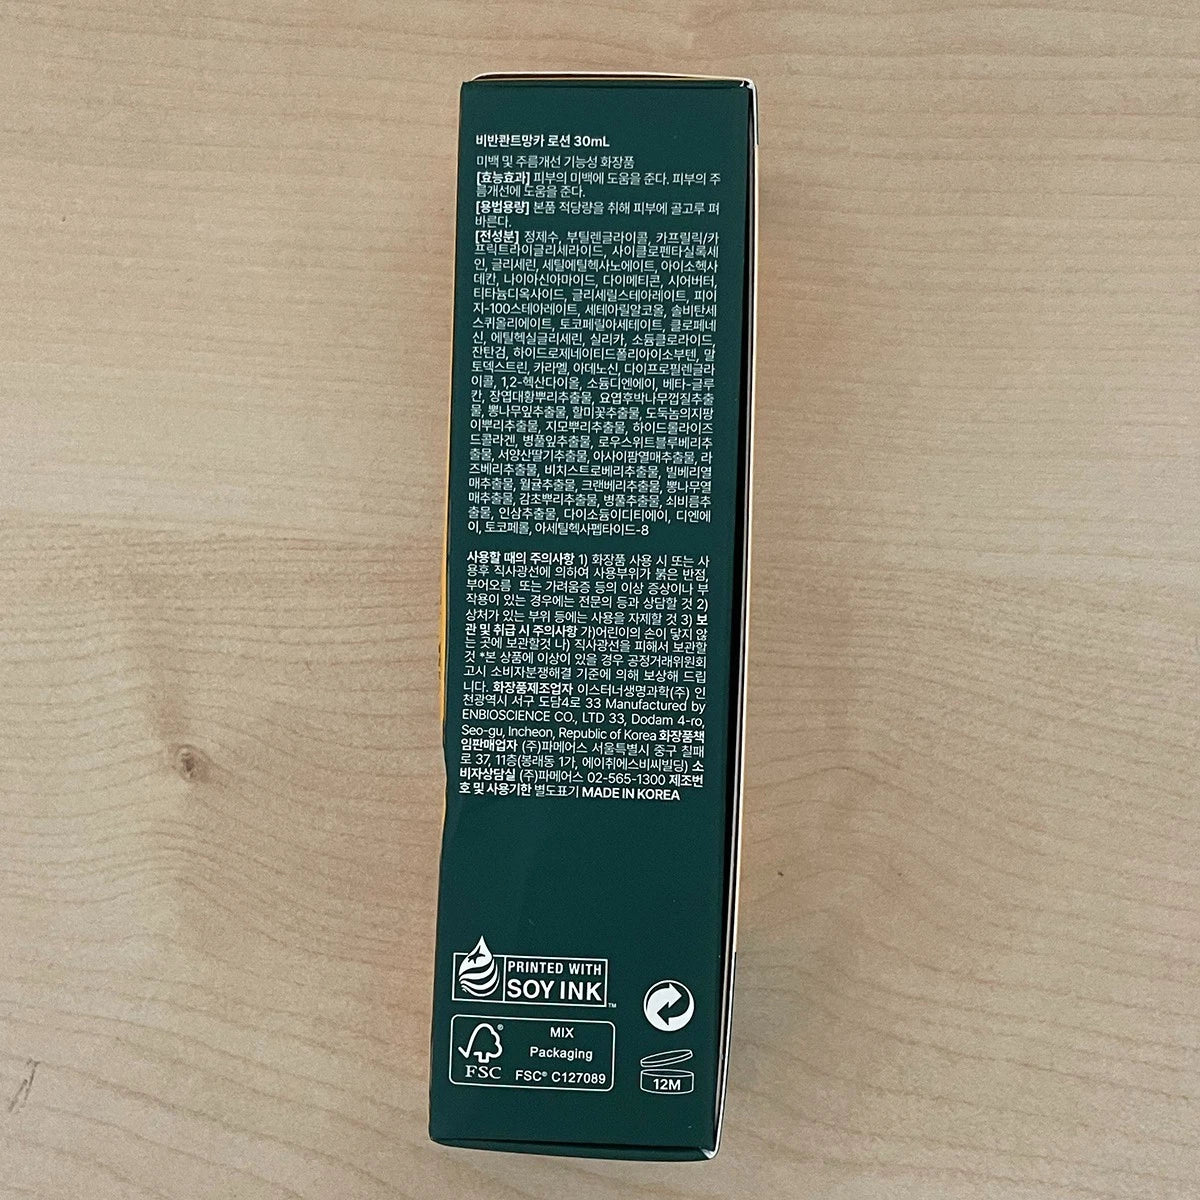 비반콴트망카 로션 30mL
미백 및 주름개선 기능성 화장품
[효능효과] 피부의 미백에 도움을 준다. 피부의 주
름개선에 도움을 준다.
[용법용량] 본품 적당량을 취해 피부에 골고루 펴
바른다.
[전성분] 정제수, 부틸렌글라이콜, 카프릴릭/카
프릭트라이글리세라이드, 사이클로펜타실록세
인, 글리세린, 세틸에틸헥사노에이트, 아이소헥사
데칸, 나이아신아마이드, 다이메티콘, 시어버터,
티타늄디옥사이드, 글리세릴스테아레이트, 피이
지-100스테아레이트, 세테아릴알코올, 솔비탄세
스퀴올리에이트, 토코페릴아세테이트, 클로페네
신, 에틸헥실글리세린, 실리카, 소듐클로라이드,
잔탄검, 하이드로제네이티드폴리아이소부텐, 말
토덱스트린, 카라멜, 아데노신, 다이프로필렌글라
이콜, 1,2-헥산다이올, 소듐디엔에이, 베타-글루
칸, 장엽대황뿌리추출물, 요엽후박나무껍질추출
물, 뽕나무잎추출물, 할미꽃추출물, 도둑놈의지팡
이뿌리추출물, 지모뿌리추출물, 하이드롤라이즈
드콜라겐, 병풀잎추출물, 로우스위트블루베리추
출물, 서양산딸기추출물, 아사이팜열매추출물, 라
즈베리추출물, 비치스트로베리추출물, 빌베리열
매추출물, 월귤추출물, 크랜베리추출물, 뽕나무열
매추출물, 감초뿌리추출물, 병풀추출물, 쇠비름추
출물, 인삼추출물, 다이소듐이디티에이, 디엔에
이, 토코페롤, 아세틸헥사펩타이드-8
사용할 때의 주의사항 1) 화장품 사용 시 또는 사
용후 직사광선에 의하여 사용부위가 붉은 반점,
부어오름 또는 가려움증 등의 이상 증상이나 부
작용이 있는 경우에는 전문의 등과 상담할 것 2)
상처가 있는 부위 등에는 사용을 자제할 것 3) 보
관 및 취급 시 주의사항 가)어린이의 손이 닿지 않
는 곳에 보관할것 나) 직사광선을 피해서 보관할
것 *본 상품에 이상이 있을 경우 공정거래위원회
고시 소비자분쟁해결 기준에 의해 보상해 드립
니다. 화장품제조업자 이스터너생명과학(주) 인
천광역시 서구 도담4로 33 Manufactured by
ENBIOSCIENCE CO., LTD 33, Dodam 4-ro,
Seo-gu, Incheon, Republic of Korea 화장품책
임판매업자 (주)파메어스 서울특별시 중구 칠패
로 37, 11층(봉래동 1가, 에이취에스비씨빌딩) 소
비자상담실 (주)파메어스 02-565-1300 제조번
호 및 사용기한 별도표기 MADE IN KOREA
PRINTED WITH
SOY INK ™
MIX
Packaging
FSC
FSC® C127089
12M